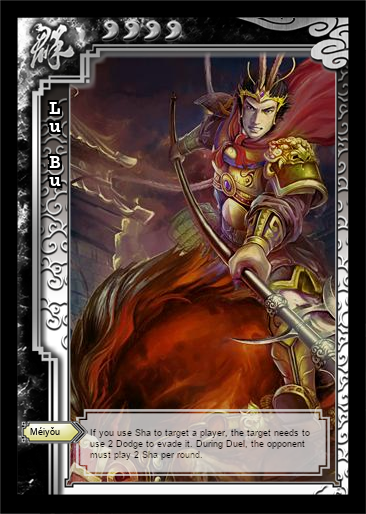 群
Lu Bu
Méiyǒu
If you use Sha to target a player, the target needs to
use 2 Dodge to evade it. During Duel, the opponent
must play 2 Sha per round.